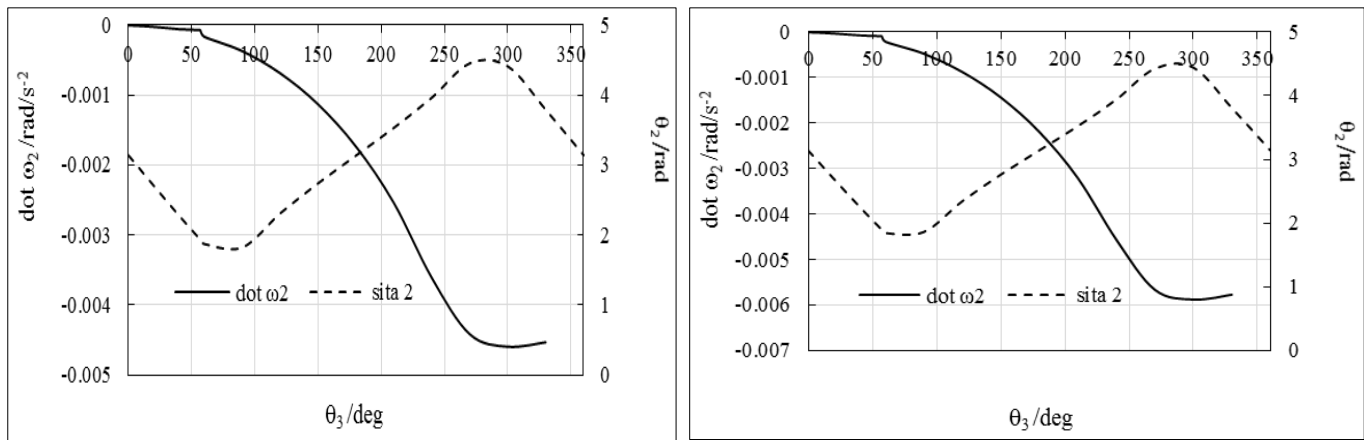 0
-0.001
-0.002
-0.003
-0.004
-0.005
dot ω₂ /rad/s⁻²
0 50 100 150 200 250 300 350
5
4
3
2
1
0
θ₂ /rad
dot ω2 sita 2
θ₃ /deg
0
-0.001
-0.002
-0.003
-0.004
-0.005
-0.006
-0.007
dot ω₂ /rad/s⁻²
0 50 100 150 200 250 300 350
5
4
3
2
1
0
θ₂ /rad
dot ω2 sita 2
θ₃ /deg